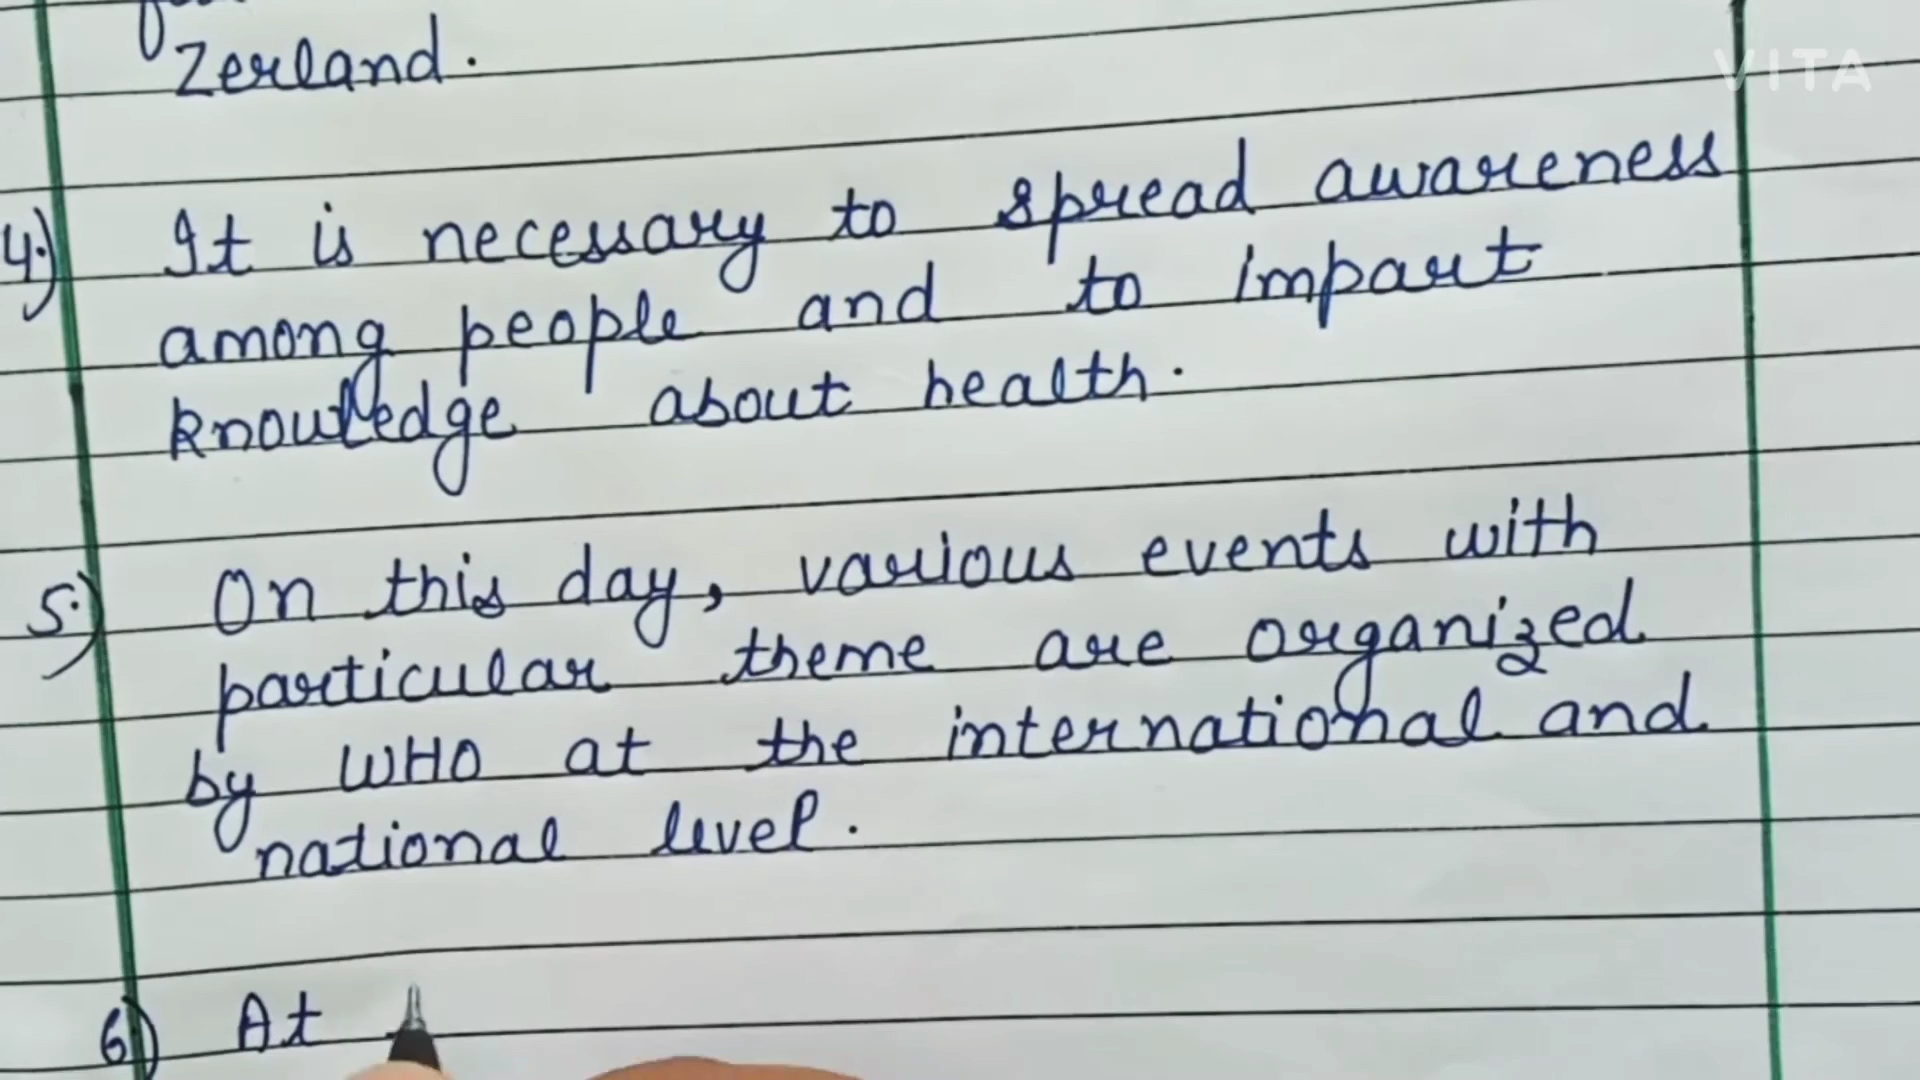 Zerland.
VITA
4.) It is necessary to spread awareness
among people and to impart
knowledge about health.
5.) On this day, various events with
particular theme are organized
by WHO at the international and
national level.
6) At